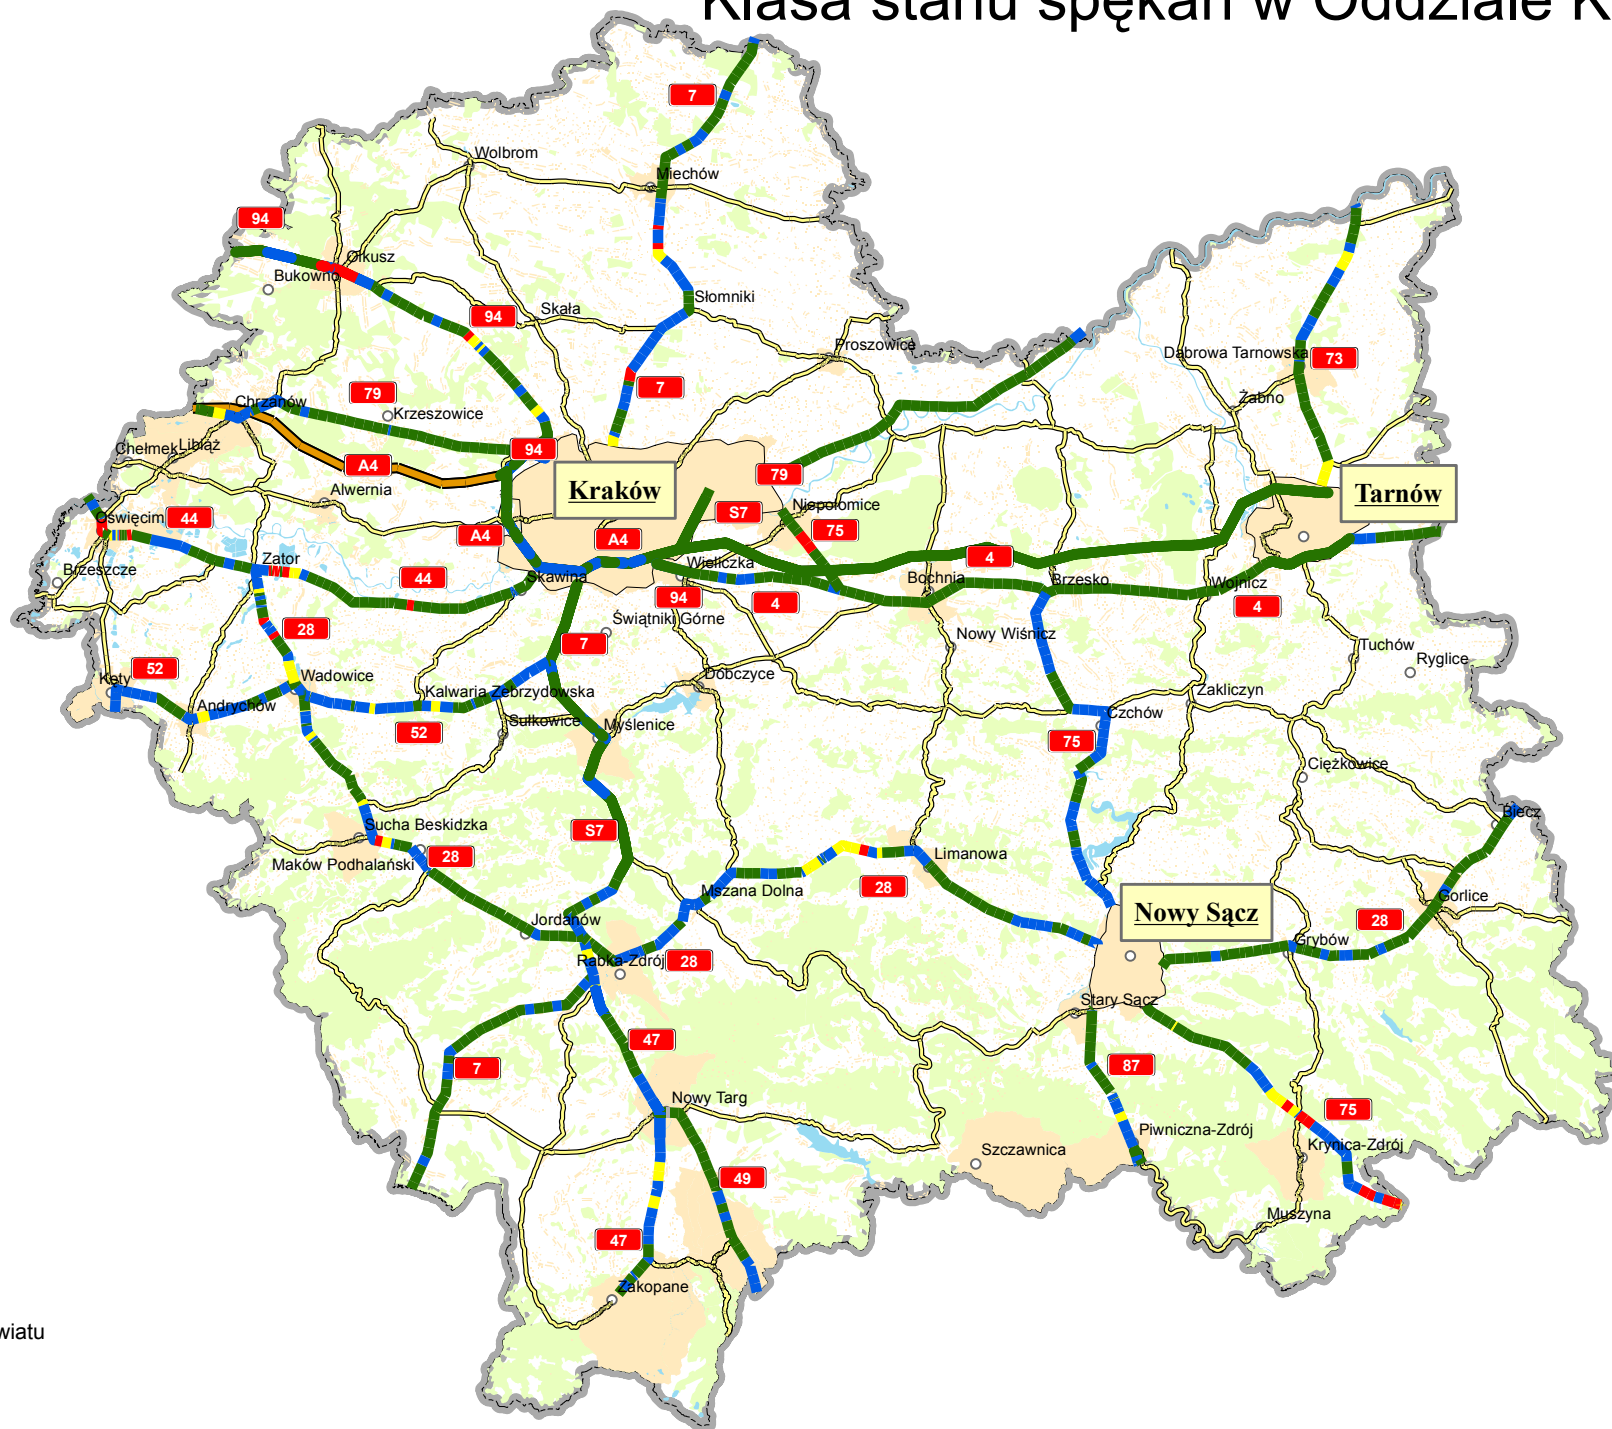 Klasa stanu spękań w Oddziale K
7
Wolbrom
Miechów
94
Olkusz
Bukowno
Słomniki
94
Skała
Proszowice
Dąbrowa Tarnowska
73
7
79
Chrzanów
Krzeszowice
Żabno
Chełmek
Libiąż
94
A4
79
Kraków
Tarnów
Alwernia
Niepołomice
S7
Oświęcim
44
75
A4
A4
4
Zator
Wieliczka
Brzeszcze
44
Skawina
Bochnia
Brzesko
Wojnicz
94
4
4
Świątniki Górne
28
7
Nowy Wiśnicz
Tuchów
Ryglice
52
Kęty
Wadowice
Dobczyce
Kalwaria Zebrzydowska
Zakliczyn
Andrychów
Czchów
Sułkowice
Myślenice
52
75
Ciężkowice
Biecz
Sucha Beskidzka
S7
28
Maków Podhalański
Limanowa
Mszana Dolna
28
Gorlice
Nowy Sącz
Jordanów
28
Grybów
Rabka-Zdrój
28
Stary Sącz
47
7
87
Nowy Targ
75
Piwniczna-Zdrój
Szczawnica
Krynica-Zdrój
49
Muszyna
47
Zakopane
wiatu